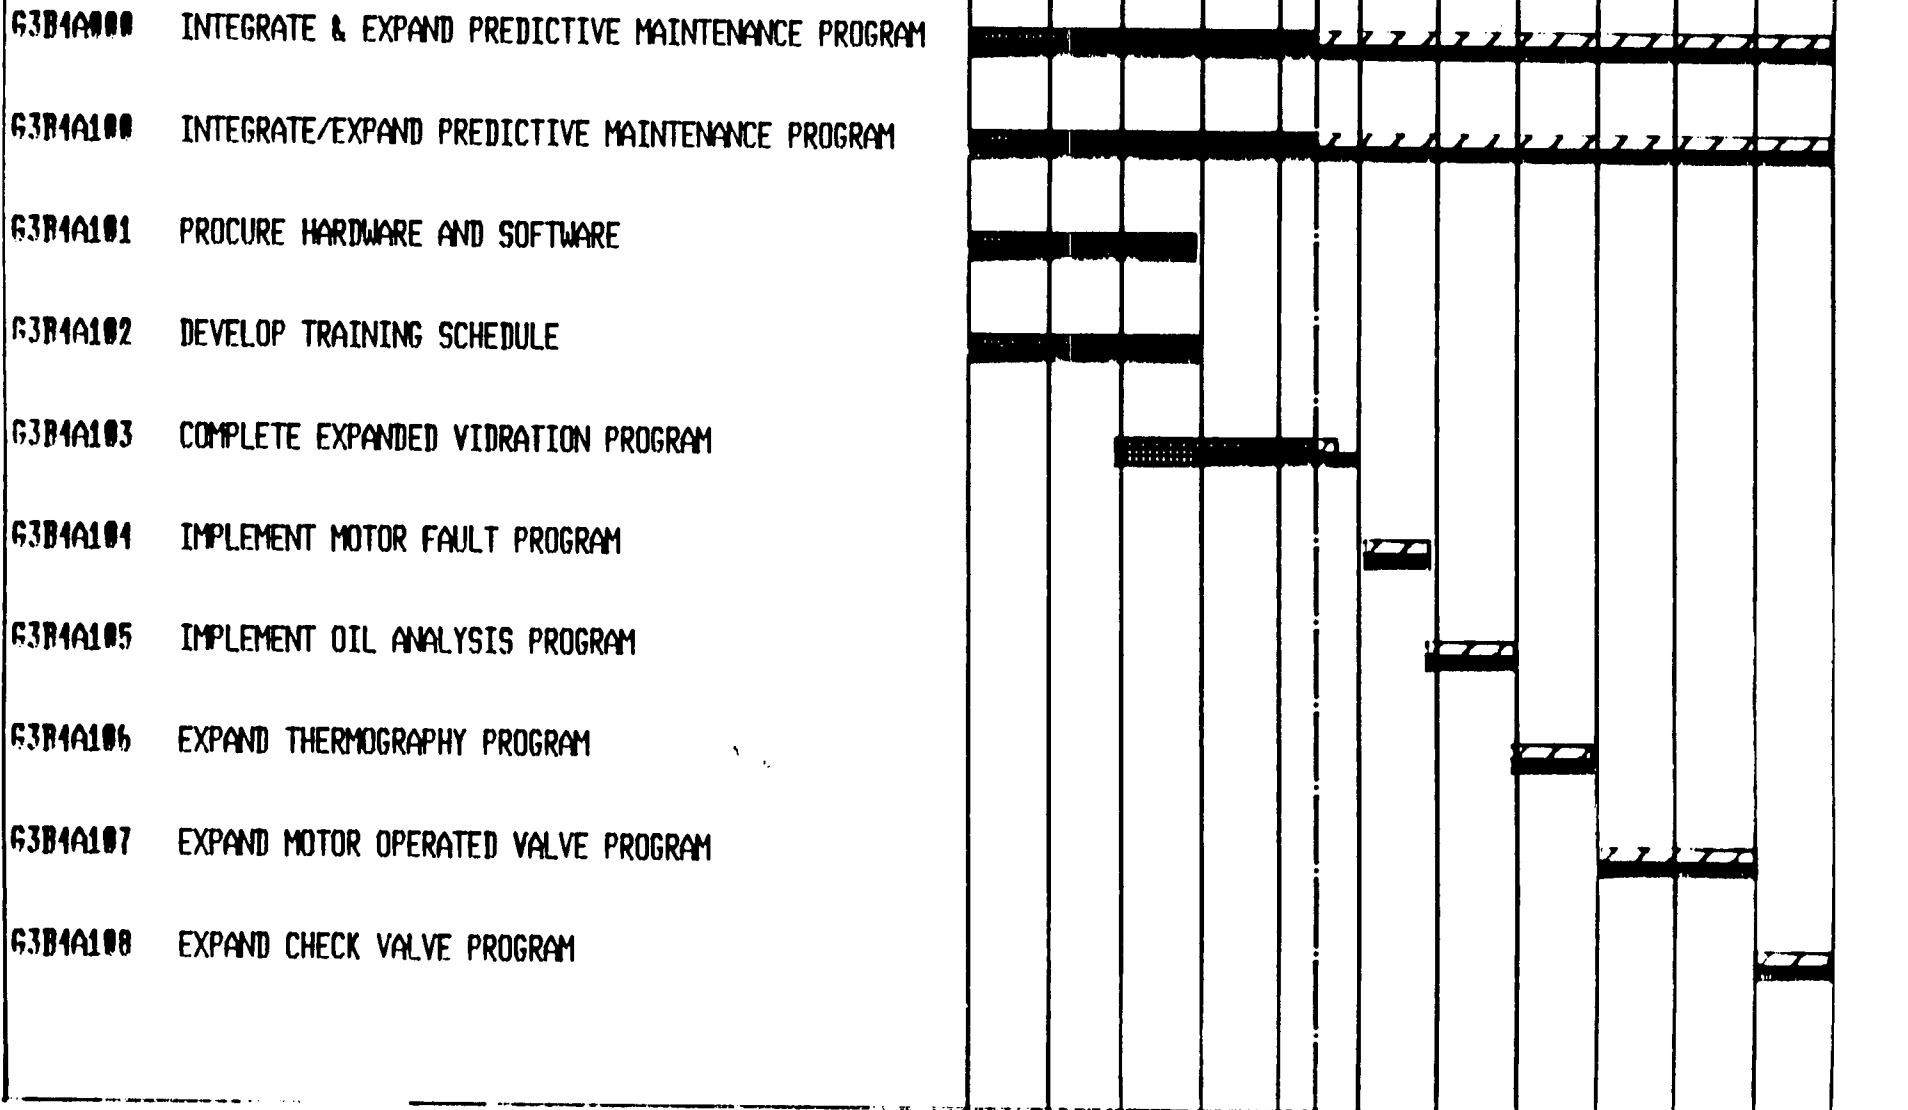 G3B4A000 INTEGRATE & EXPAND PREDICTIVE MAINTENANCE PROGRAM
G3B4A100 INTEGRATE/EXPAND PREDICTIVE MAINTENANCE PROGRAM
G3B4A101 PROCURE HARDWARE AND SOFTWARE
G3B4A102 DEVELOP TRAINING SCHEDULE
G3B4A103 COMPLETE EXPANDED VIDRATION PROGRAM
G3B4A104 IMPLEMENT MOTOR FAULT PROGRAM
G3B4A105 IMPLEMENT OIL ANALYSIS PROGRAM
G3B4A106 EXPAND THERMOGRAPHY PROGRAM
G3B4A107 EXPAND MOTOR OPERATED VALVE PROGRAM
G3B4A108 EXPAND CHECK VALVE PROGRAM